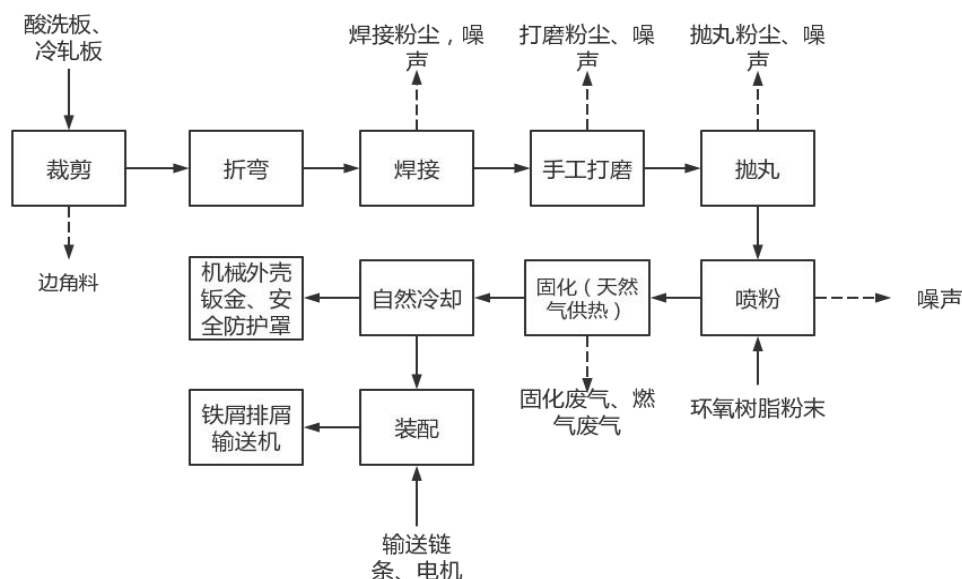 酸洗板、
冷轧板
焊接粉尘，噪
声
打磨粉尘、噪
声
抛丸粉尘、噪
声
裁剪
折弯
焊接
手工打磨
抛丸
边角料
机械外壳
钣金、安
全防护罩
自然冷却
固化（天然
气供热）
喷粉
噪声
铁屑排屑
输送机
装配
固化废气、燃
气废气
环氧树脂粉末
输送链
条、电机